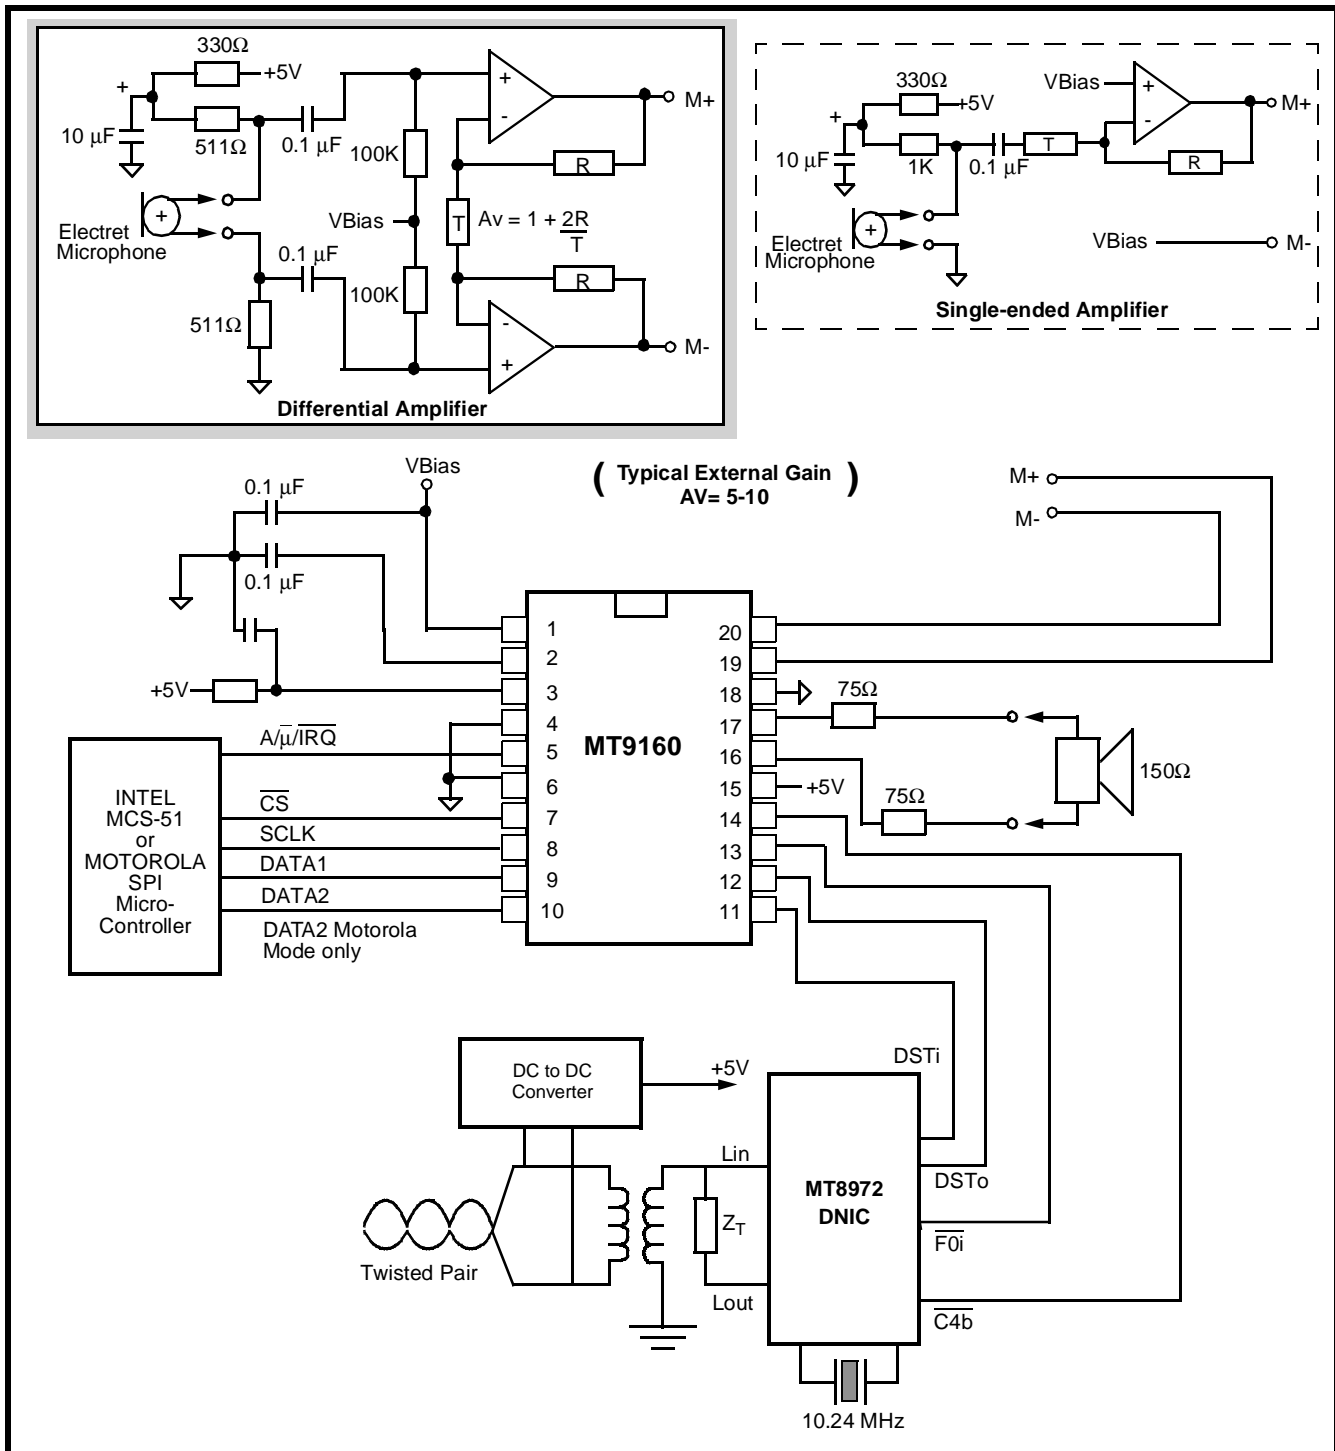 330Ω
+5V
+
10 μF
511Ω
0.1 μF
100K
+
-
M+
R
Electret
Microphone
+
VBias
T
Av = 1 + 2R
T
0.1 μF
100K
R
511Ω
-
+
M-
Differential Amplifier
330Ω
+5V
+
10 μF
1K
0.1 μF
T
VBias
+
-
M+
R
Electret
Microphone
+
VBias
M-
Single-ended Amplifier
VBias
0.1 μF
0.1 μF
( Typical External Gain )
AV= 5-10
M+
M-
+5V
MT9160
1
2
3
4
5
6
7
8
9
10
20
19
18
17
16
15
14
13
12
11
75Ω
75Ω
150Ω
+5V
INTEL
MCS-51
or
MOTOROLA
SPI
Micro-
Controller
A/μ̅/I̅R̅Q̅
C̅S̅
SCLK
DATA1
DATA2
DATA2 Motorola
Mode only
DC to DC
Converter
+5V
DSTi
Lin
DSTo
MT8972
DNIC
ZT
F̅0̅i̅
Twisted Pair
Lout
C̅4̅b̅
10.24 MHz